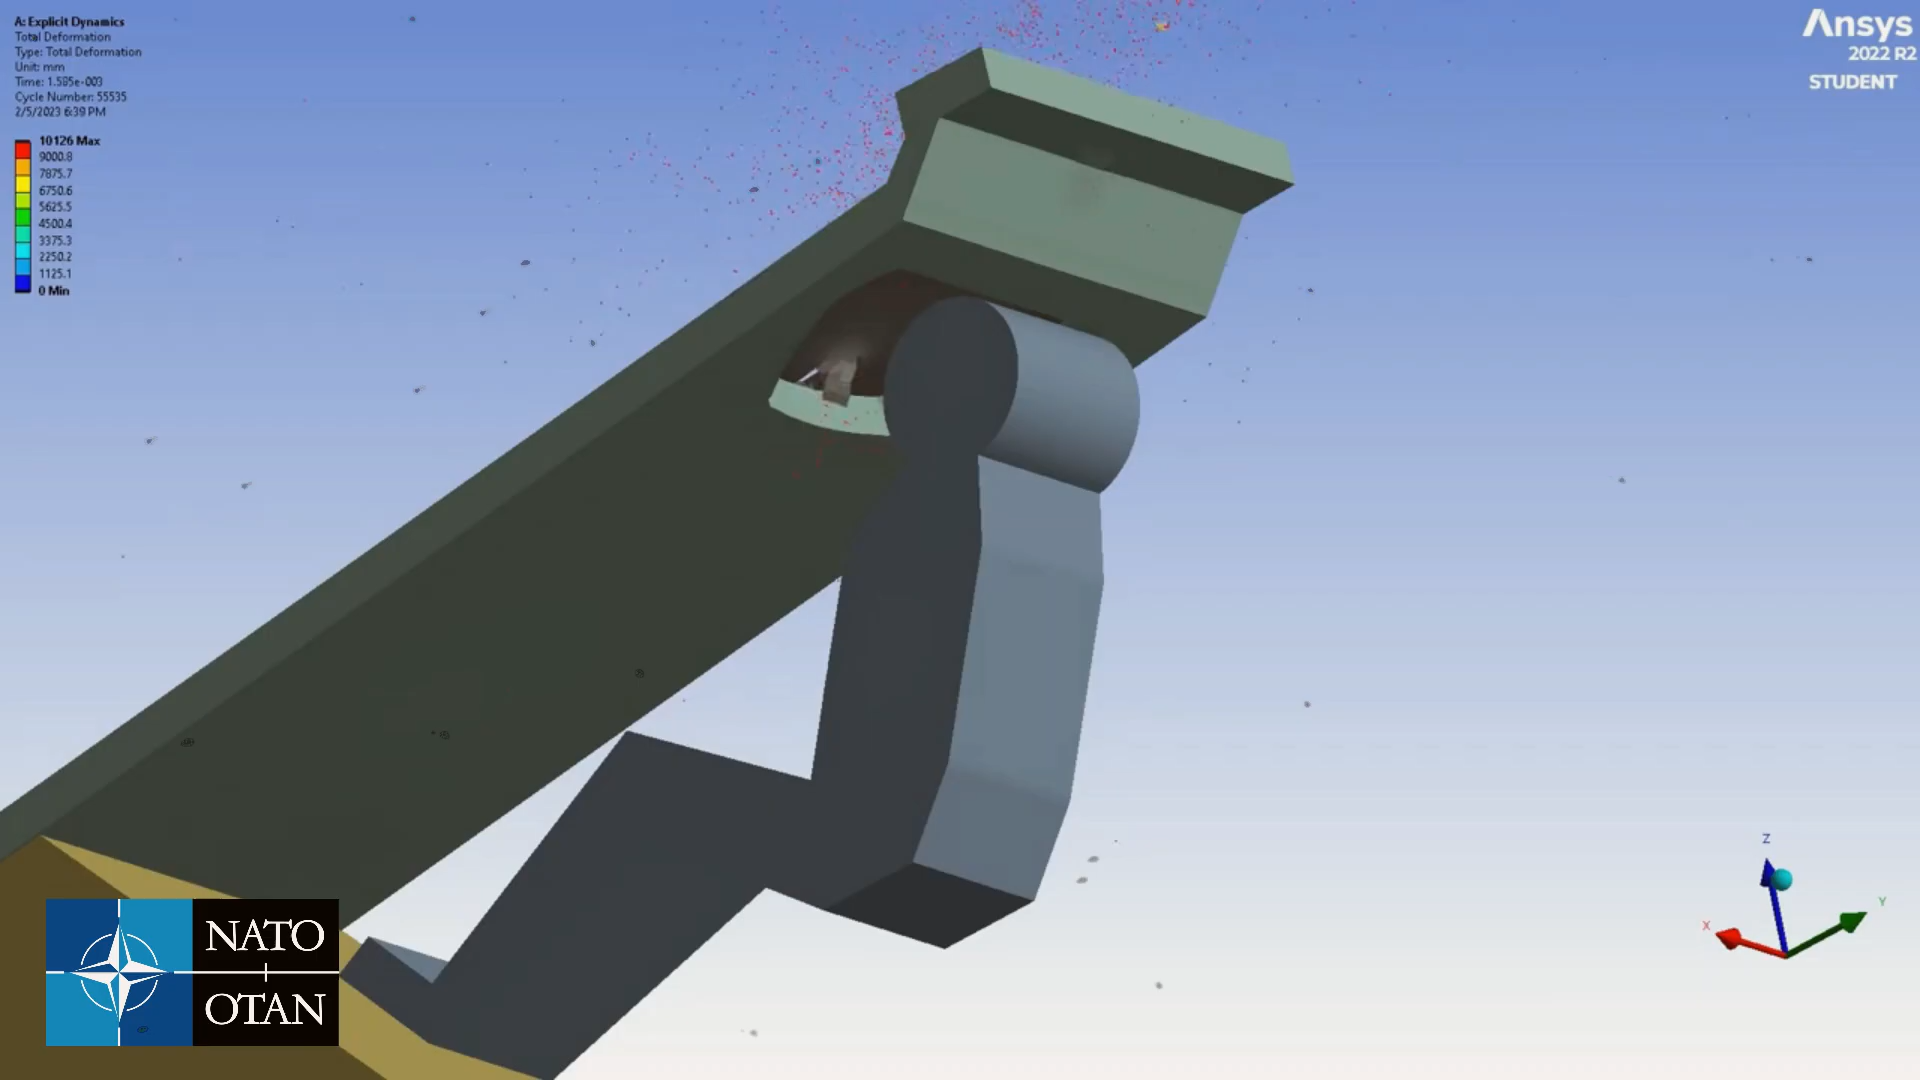 A: Explicit Dynamics
Total Deformation
Type: Total Deformation
Unit: mm
Time: 1.595e-003
Cycle Number: 55535
2/5/2023 6:39 PM
10126 Max
9000.8
7875.7
6750.6
5625.5
4500.4
3375.3
2250.2
1125.1
0 Min
Ansys
2022 R2
STUDENT
Z
Y
X
NATO
OTAN